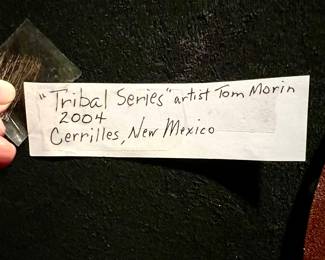 "Tribal Series" artist Tom Morin
2004
Cerrilles, New Mexico